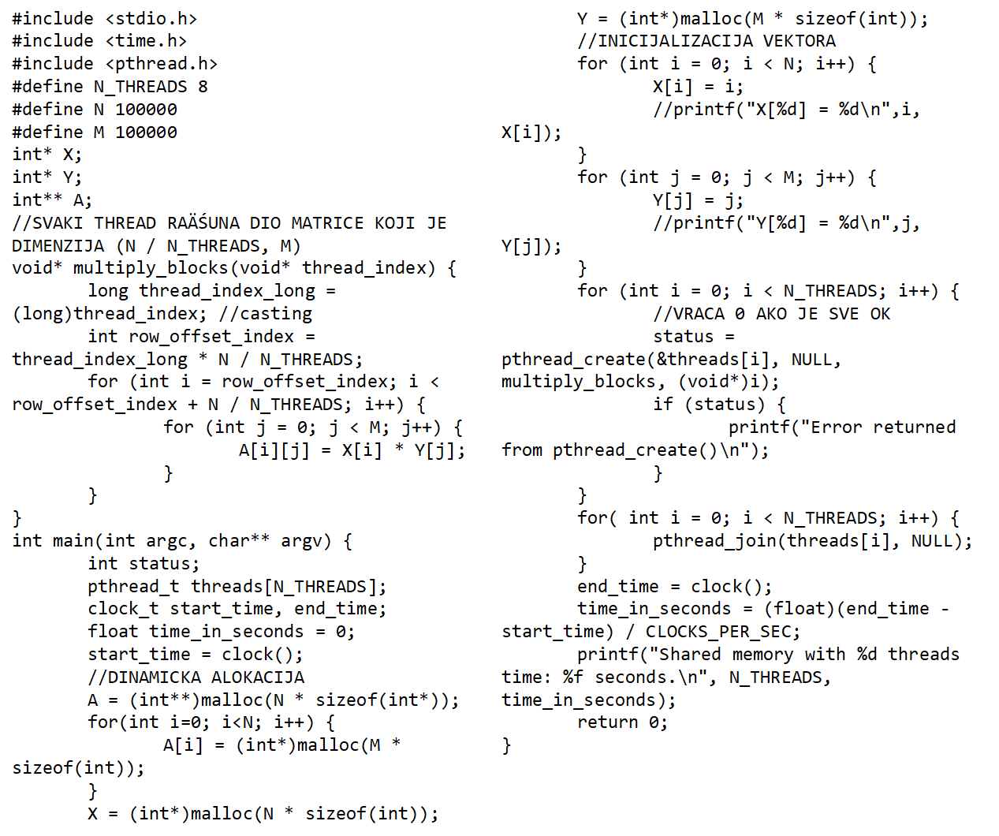 #include <stdio.h>
#include <time.h>
#include <pthread.h>
#define N_THREADS 8
#define N 100000
#define M 100000
int* X;
int* Y;
int** A;
//SVAKI THREAD RAÄŚUNA DIO MATRICE KOJI JE
DIMENZIJA (N / N_THREADS, M)
void* multiply_blocks(void* thread_index) {
long thread_index_long =
(long)thread_index; //casting
int row_offset_index =
thread_index_long * N / N_THREADS;
for (int i = row_offset_index; i <
row_offset_index + N / N_THREADS; i++) {
for (int j = 0; j < M; j++) {
A[i][j] = X[i] * Y[j];
}
}
}
int main(int argc, char** argv) {
int status;
pthread_t threads[N_THREADS];
clock_t start_time, end_time;
float time_in_seconds = 0;
start_time = clock();
//DINAMICKA ALOKACIJA
A = (int**)malloc(N * sizeof(int*));
for(int i=0; i<N; i++) {
A[i] = (int*)malloc(M *
sizeof(int));
}
X = (int*)malloc(N * sizeof(int));
Y = (int*)malloc(M * sizeof(int));
//INICIJALIZACIJA VEKTORA
for (int i = 0; i < N; i++) {
X[i] = i;
//printf("X[%d] = %d\n",i,
X[i]);
}
for (int j = 0; j < M; j++) {
Y[j] = j;
//printf("Y[%d] = %d\n",j,
Y[j]);
}
for (int i = 0; i < N_THREADS; i++) {
//VRACA 0 AKO JE SVE OK
status =
pthread_create(&threads[i], NULL,
multiply_blocks, (void*)i);
if (status) {
printf("Error returned
from pthread_create()\n");
}
}
for( int i = 0; i < N_THREADS; i++) {
pthread_join(threads[i], NULL);
}
end_time = clock();
time_in_seconds = (float)(end_time -
start_time) / CLOCKS_PER_SEC;
printf("Shared memory with %d threads
time: %f seconds.\n", N_THREADS,
time_in_seconds);
return 0;
}